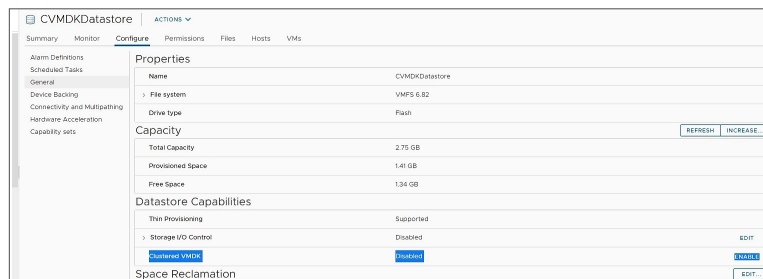 CVMDKDatastore ACTIONS
Summary Monitor Configure Permissions Files Hosts VMs
Alarm Definitions
Scheduled Tasks
General
Device Backing
Connectivity and Multipathing
Hardware Acceleration
Capability sets
Properties
Name CVMDKDatastore
File system VMFS 6.82
Drive type Flash
Capacity REFRESH INCREASE...
Total Capacity 2.75 GB
Provisioned Space 1.41 GB
Free Space 1.34 GB
Datastore Capabilities
Thin Provisioning Supported
Storage I/O Control Disabled EDIT
Clustered VMDK Disabled ENABLE
Space Reclamation EDIT...